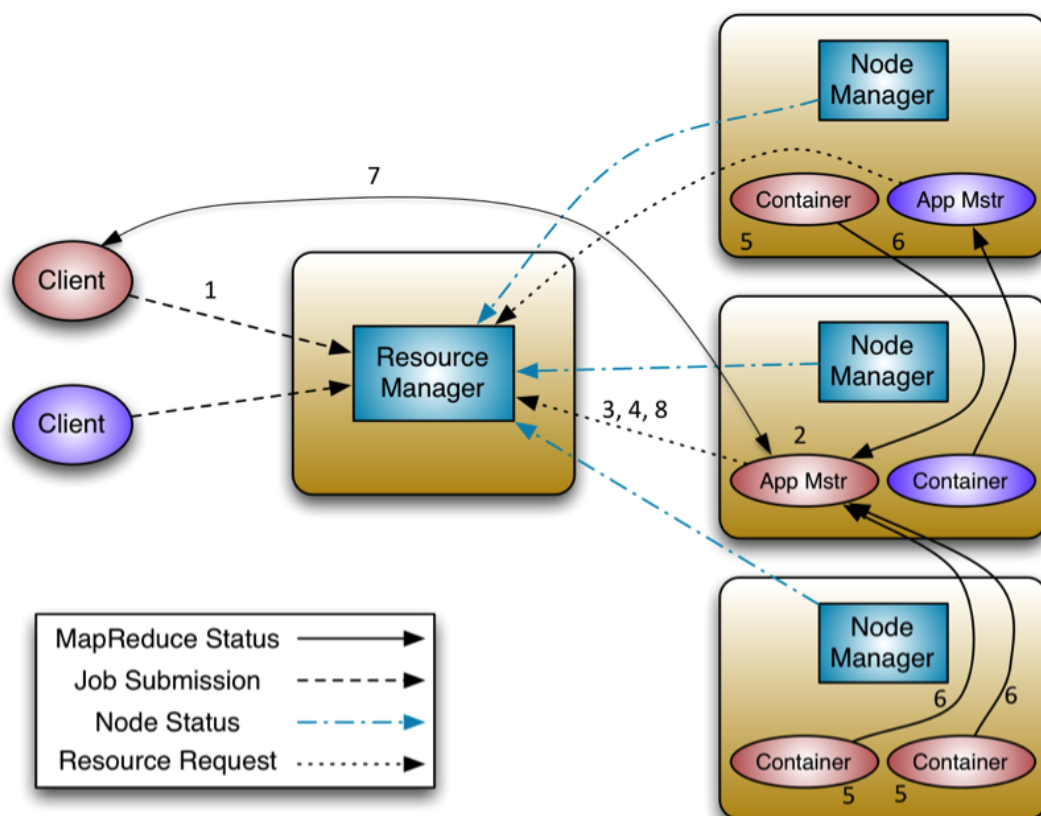 Node
Manager
7
Container
App Mstr
5
6
Client
1
Resource
Manager
Node
Manager
Client
3, 4, 8
2
App Mstr
Container
Node
Manager
MapReduce Status
Job Submission
Node Status
Resource Request
6
6
Container
Container
5
5